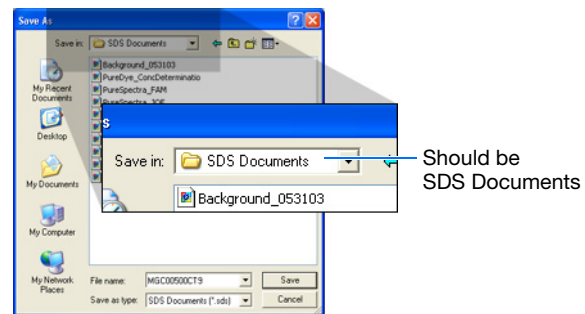 Save As
Save in: SDS Documents
Background_053103
PureDye_ConcDeterminatio
PureSpectra_FAM
PureSpectra_JOE
My Recent
Documents
Desktop
My Documents
My Computer
My Network
Places
s
Save in: SDS Documents
Background_053103
Should be
SDS Documents
File name: MGC00500CT9 Save
Save as type: SDS Documents (*.sds) Cancel